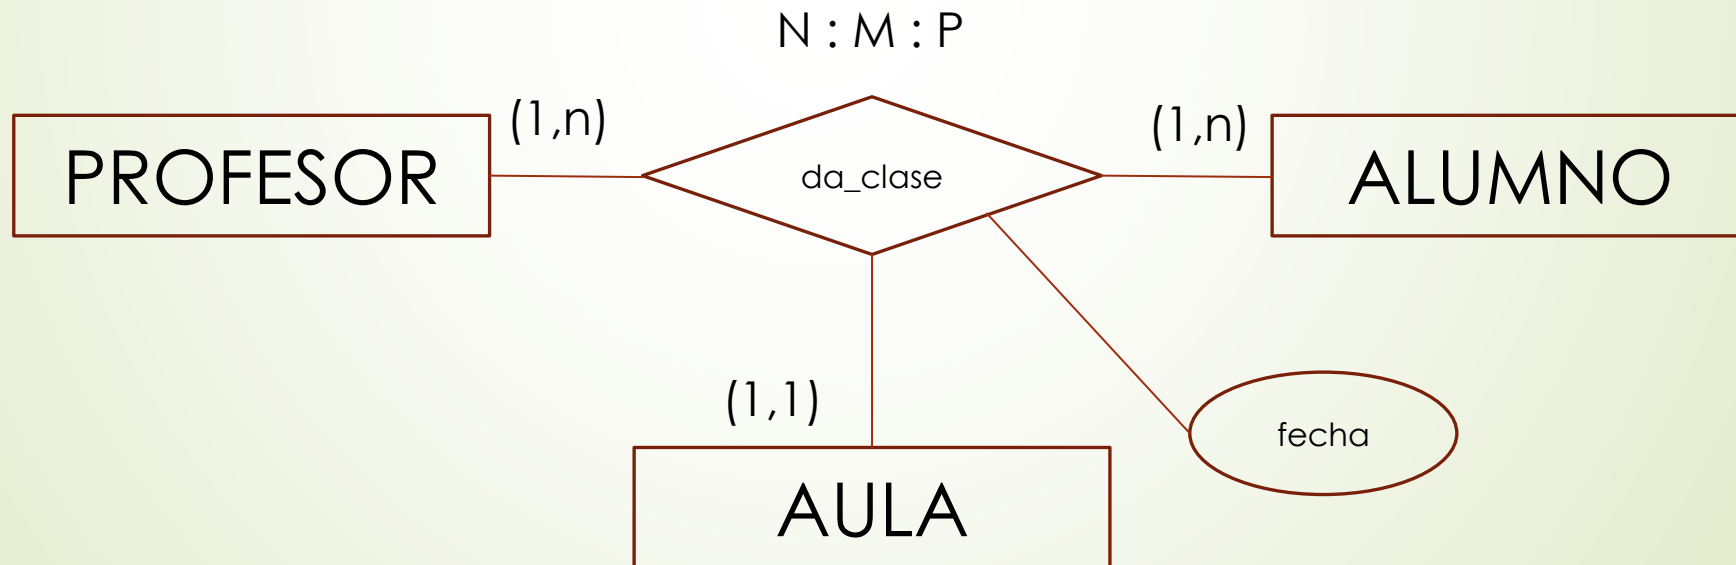 N : M : P
(1,n)
(1,n)
PROFESOR
da_clase
ALUMNO
(1,1)
fecha
AULA